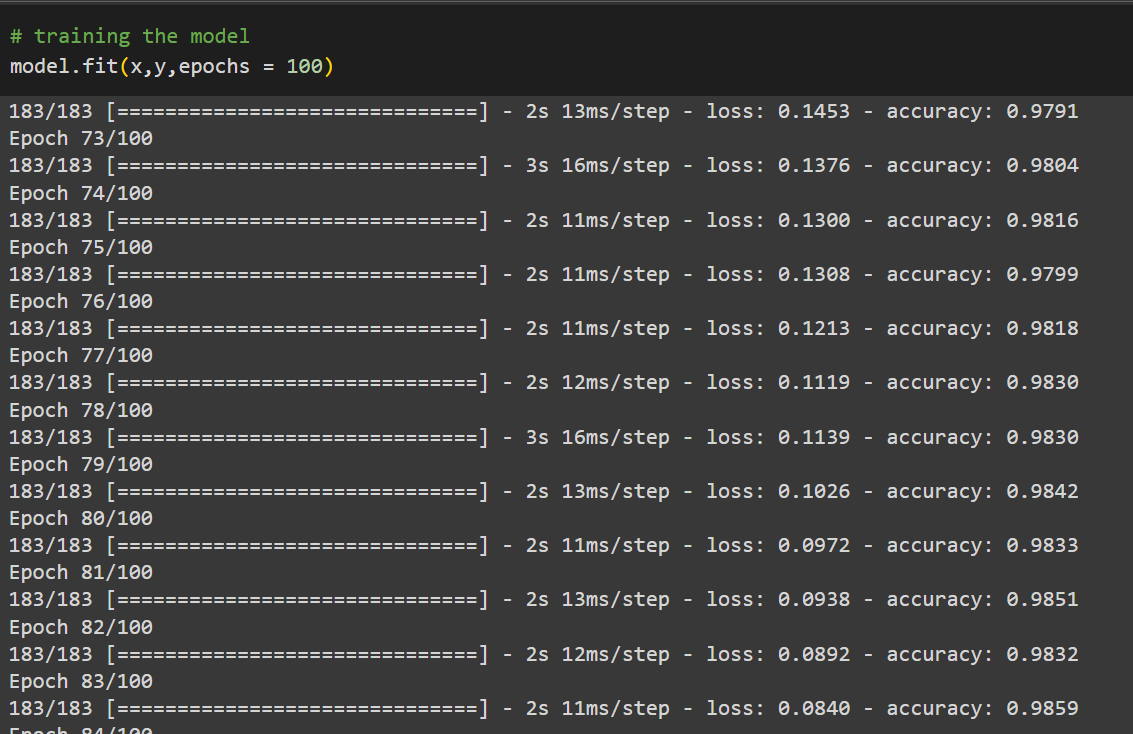 # training the model
model.fit(x,y,epochs = 100)
183/183 [==============================] - 2s 13ms/step - loss: 0.1453 - accuracy: 0.9791
Epoch 73/100
183/183 [==============================] - 3s 16ms/step - loss: 0.1376 - accuracy: 0.9804
Epoch 74/100
183/183 [==============================] - 2s 11ms/step - loss: 0.1300 - accuracy: 0.9816
Epoch 75/100
183/183 [==============================] - 2s 11ms/step - loss: 0.1308 - accuracy: 0.9799
Epoch 76/100
183/183 [==============================] - 2s 11ms/step - loss: 0.1213 - accuracy: 0.9818
Epoch 77/100
183/183 [==============================] - 2s 12ms/step - loss: 0.1119 - accuracy: 0.9830
Epoch 78/100
183/183 [==============================] - 3s 16ms/step - loss: 0.1139 - accuracy: 0.9830
Epoch 79/100
183/183 [==============================] - 2s 13ms/step - loss: 0.1026 - accuracy: 0.9842
Epoch 80/100
183/183 [==============================] - 2s 11ms/step - loss: 0.0972 - accuracy: 0.9833
Epoch 81/100
183/183 [==============================] - 2s 13ms/step - loss: 0.0938 - accuracy: 0.9851
Epoch 82/100
183/183 [==============================] - 2s 12ms/step - loss: 0.0892 - accuracy: 0.9832
Epoch 83/100
183/183 [==============================] - 2s 11ms/step - loss: 0.0840 - accuracy: 0.9859
Epoch 84/100